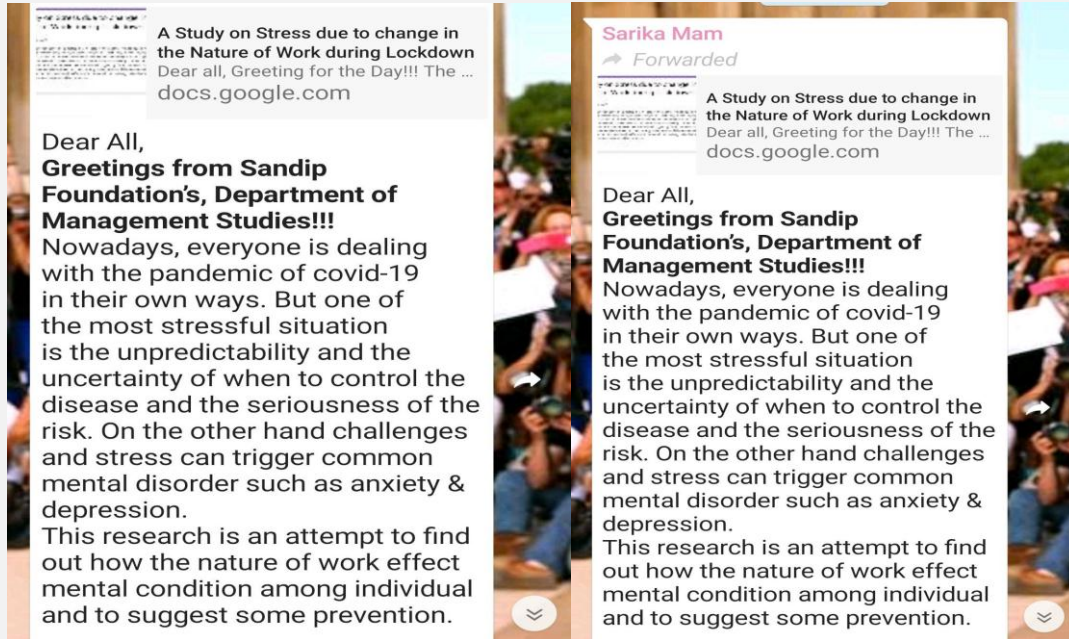 A Study on Stress due to change in
the Nature of Work during Lockdown
Dear all, Greeting for the Day!!! The ...
docs.google.com
Dear All,
Greetings from Sandip
Foundation's, Department of
Management Studies!!!
Nowadays, everyone is dealing
with the pandemic of covid-19
in their own ways. But one of
the most stressful situation
is the unpredictability and the
uncertainty of when to control the
disease and the seriousness of the
risk. On the other hand challenges
and stress can trigger common
mental disorder such as anxiety &
depression.
This research is an attempt to find
out how the nature of work effect
mental condition among individual
and to suggest some prevention.
Sarika Mam
Forwarded
A Study on Stress due to change in
the Nature of Work during Lockdown
Dear all, Greeting for the Day!!! The ...
docs.google.com
Dear All,
Greetings from Sandip
Foundation's, Department of
Management Studies!!!
Nowadays, everyone is dealing
with the pandemic of covid-19
in their own ways. But one of
the most stressful situation
is the unpredictability and the
uncertainty of when to control the
disease and the seriousness of the
risk. On the other hand challenges
and stress can trigger common
mental disorder such as anxiety &
depression.
This research is an attempt to find
out how the nature of work effect
mental condition among individual
and to suggest some prevention.